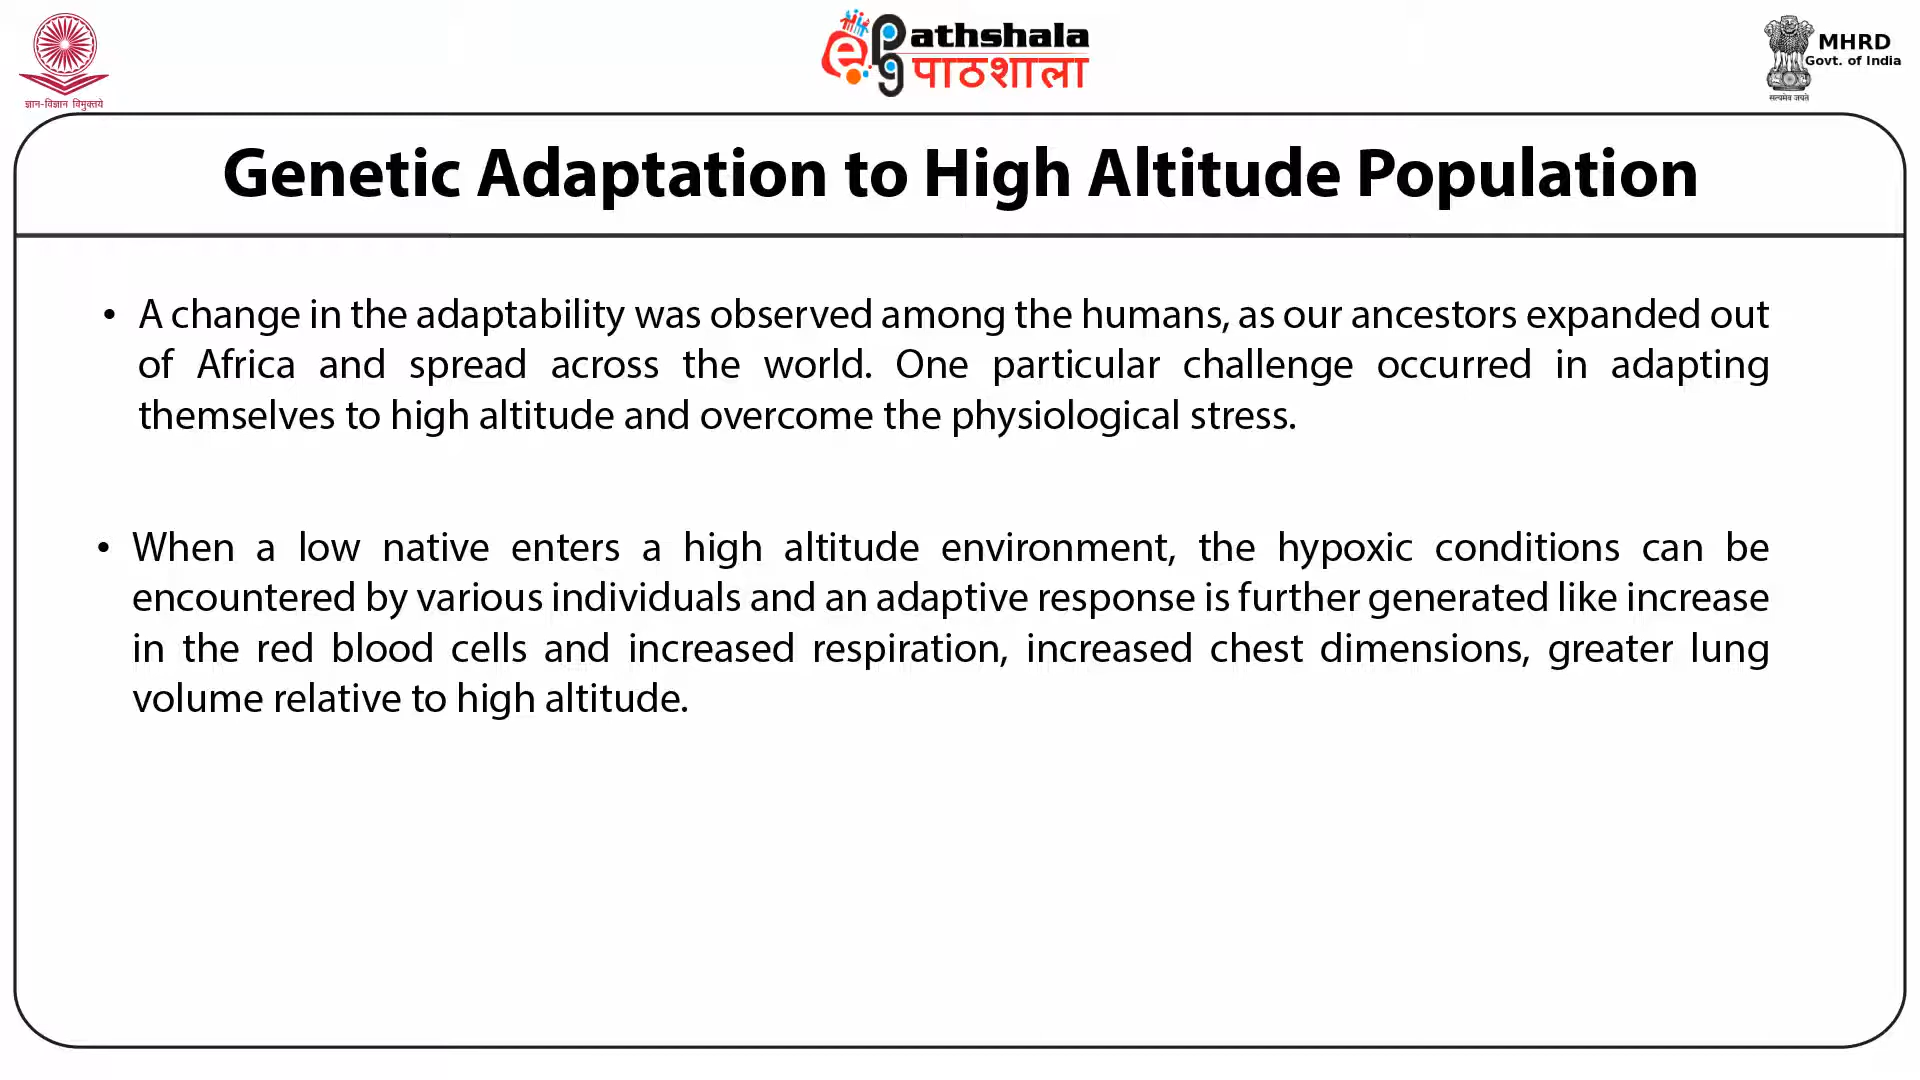 ज्ञान-विज्ञान विमुक्तये
ePG athshala
पाठशाला
MHRD
Govt. of India
सत्यमेव जयते
Genetic Adaptation to High Altitude Population
• A change in the adaptability was observed among the humans, as our ancestors expanded out
of Africa and spread across the world. One particular challenge occurred in adapting
themselves to high altitude and overcome the physiological stress.
• When a low native enters a high altitude environment, the hypoxic conditions can be
encountered by various individuals and an adaptive response is further generated like increase
in the red blood cells and increased respiration, increased chest dimensions, greater lung
volume relative to high altitude.